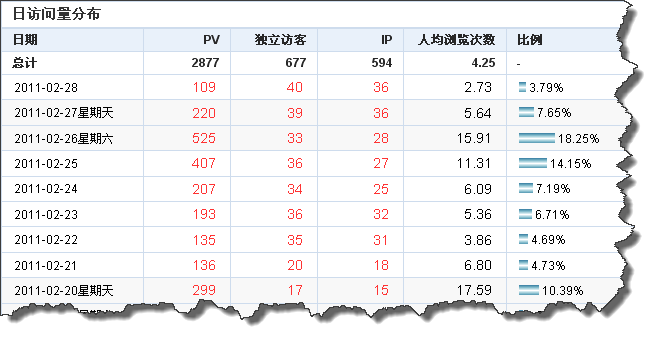 日访问量分布
日期 PV 独立访客 IP 人均浏览次数 比例
总计 2877 677 594 4.25 -
2011-02-28 109 40 36 2.73 3.79%
2011-02-27星期天 220 39 36 5.64 7.65%
2011-02-26星期六 525 33 28 15.91 18.25%
2011-02-25 407 36 27 11.31 14.15%
2011-02-24 207 34 25 6.09 7.19%
2011-02-23 193 36 32 5.36 6.71%
2011-02-22 135 35 31 3.86 4.69%
2011-02-21 136 20 18 6.80 4.73%
2011-02-20星期天 299 17 15 17.59 10.39%